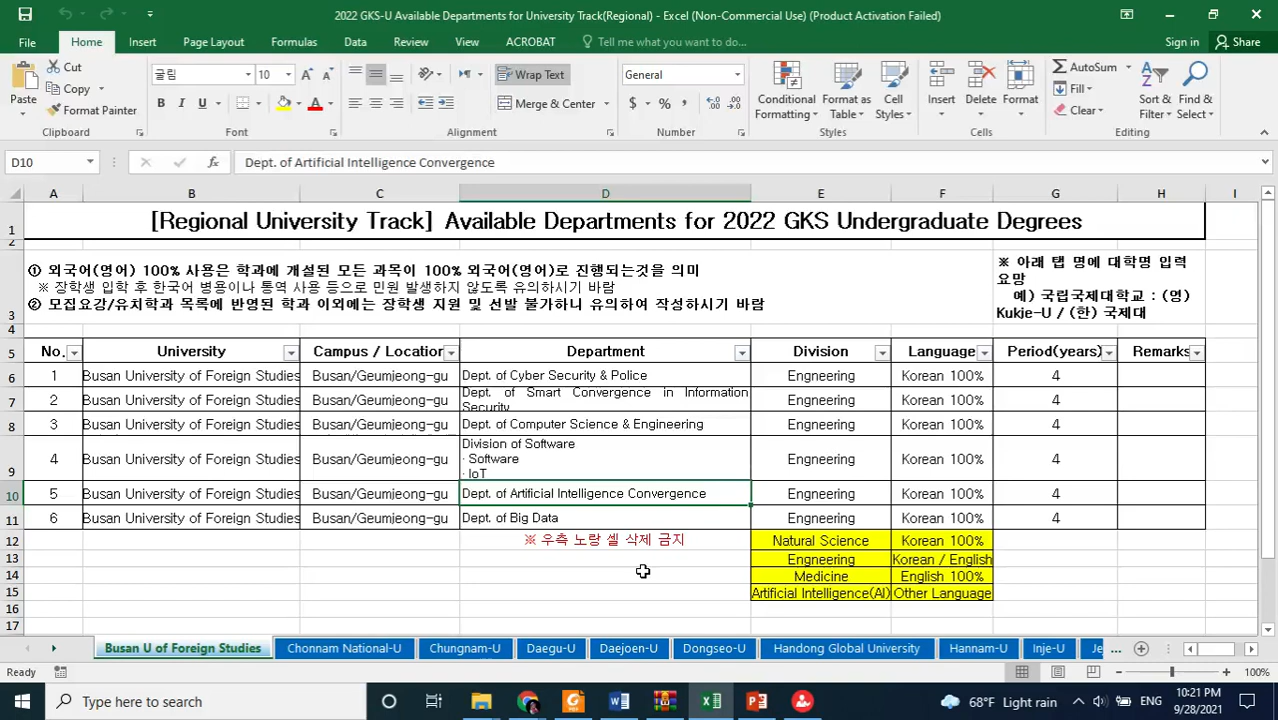 2022 GKS-U Available Departments for University Track(Regional) - Excel (Non-Commercial Use) (Product Activation Failed)
File Home Insert Page Layout Formulas Data Review View ACROBAT Tell me what you want to do... Sign in Share
Paste
Cut
Copy
Format Painter
Clipboard
굴림 10
B I U
Font
Wrap Text
Merge & Center
Alignment
General
$ % ,
Number
Conditional Formatting
Format as Table
Cell Styles
Styles
Insert Delete Format
Cells
AutoSum
Fill
Clear
Sort & Filter
Find & Select
Editing
D10 fx Dept. of Artificial Intelligence Convergence
A B C D E F G H I
1 [Regional University Track] Available Departments for 2022 GKS Undergraduate Degrees
2
① 외국어(영어) 100% 사용은 학과에 개설된 모든 과목이 100% 외국어(영어)로 진행되는것을 의미
※ 장학생 입학 후 한국어 병용이나 통역 사용 등으로 민원 발생하지 않도록 유의하시기 바람
② 모집요강/유치학과 목록에 반영된 학과 이외에는 장학생 지원 및 선발 불가하니 유의하여 작성하시기 바람
※ 아래 탭 명에 대학명 입력
요망
예) 국립국제대학교 : (영)
Kukje-U / (한) 국제대
3
4
5 No. University Campus / Location Department Division Language Period(years) Remarks
6 1 Busan University of Foreign Studies Busan/Geumjeong-gu Dept. of Cyber Security & Police Engneering Korean 100% 4
7 2 Busan University of Foreign Studies Busan/Geumjeong-gu Dept. of Smart Convergence in Information Security Engneering Korean 100% 4
8 3 Busan University of Foreign Studies Busan/Geumjeong-gu Dept. of Computer Science & Engineering Engneering Korean 100% 4
9 4 Busan University of Foreign Studies Busan/Geumjeong-gu Division of Software · Software · IoT Engneering Korean 100% 4
10 5 Busan University of Foreign Studies Busan/Geumjeong-gu Dept. of Artificial Intelligence Convergence Engneering Korean 100% 4
11 6 Busan University of Foreign Studies Busan/Geumjeong-gu Dept. of Big Data Engneering Korean 100% 4
12 ※ 우측 노랑 셀 삭제 금지 Natural Science Korean 100%
13 Engneering Korean / English
14 Medicine English 100%
15 Artificial Intelligence(AI) Other Language
16
17
Busan U of Foreign Studies Chonnam National-U Chungnam-U Daegu-U Daejoen-U Dongseo-U Handong Global University Hannam-U Inje-U Je ...
Ready 100%
Type here to search 68°F Light rain ENG 10:21 PM
9/28/2021